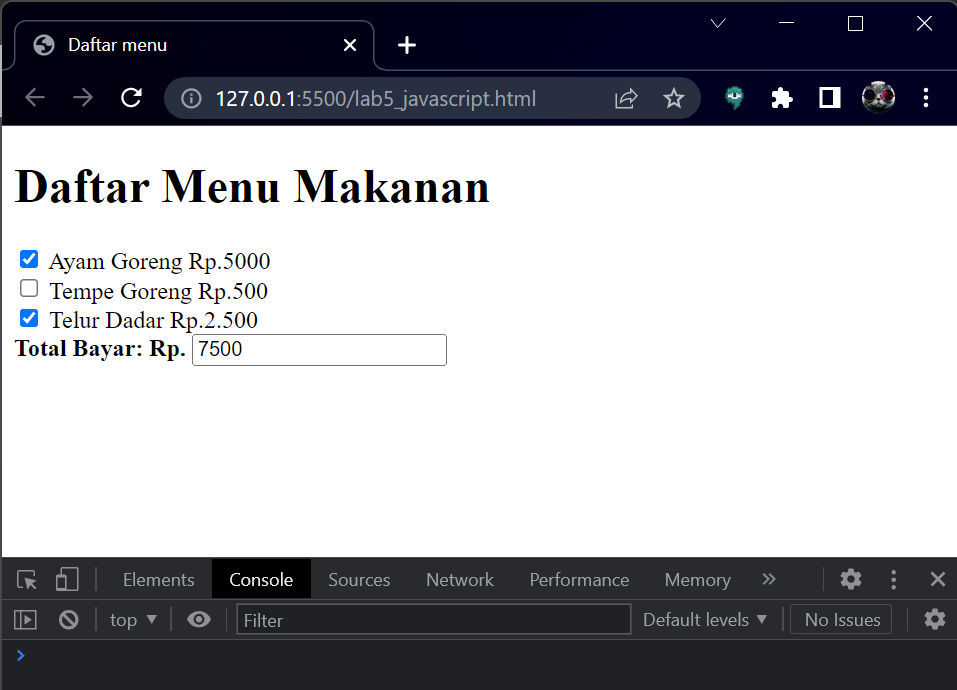 Daftar menu
127.0.0.1:5500/lab5_javascript.html
Daftar Menu Makanan
Ayam Goreng Rp.5000
Tempe Goreng Rp.500
Telur Dadar Rp.2.500
Total Bayar: Rp. 7500
Elements Console Sources Network Performance Memory
top Filter Default levels No Issues